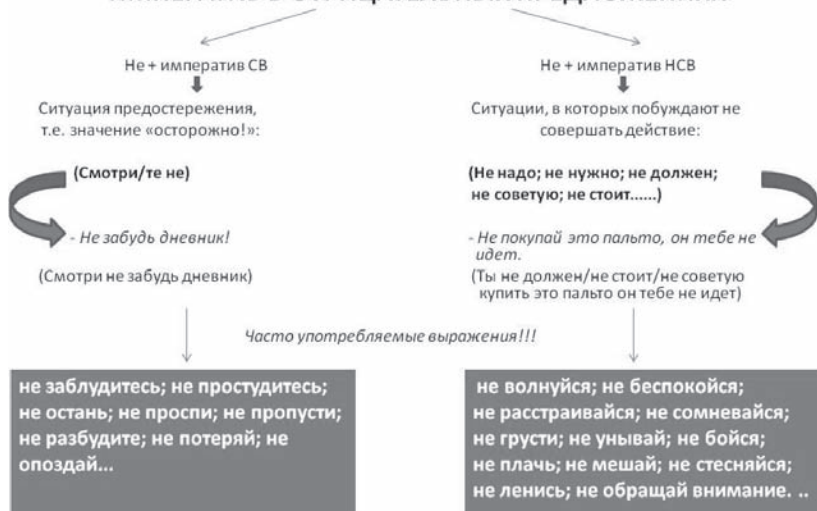 Не + императив СВ
Ситуация предостережения,
т.е. значение «осторожно!»:
(Смотри/те не)
- Не забудь дневник!
(Смотри не забудь дневник)
Не + императив НСВ
Ситуации, в которых побуждают не
совершать действие:
(Не надо; не нужно; не должен;
не советую; не стоит......)
- Не покупай это пальто, он тебе не
идет.
(Ты не должен/не стоит/не советую
купить это пальто он тебе не идет)
Часто употребляемые выражения!!!
не заблудитесь; не простудитесь;
не остань; не проспи; не пропусти;
не разбудите; не потеряй; не
опоздай...
не волнуйся; не беспокойся;
не расстраивайся; не сомневайся;
не грусти; не унывай; не бойся;
не плачь; не мешай; не стесняйся;
не ленись; не обращай внимание. ..